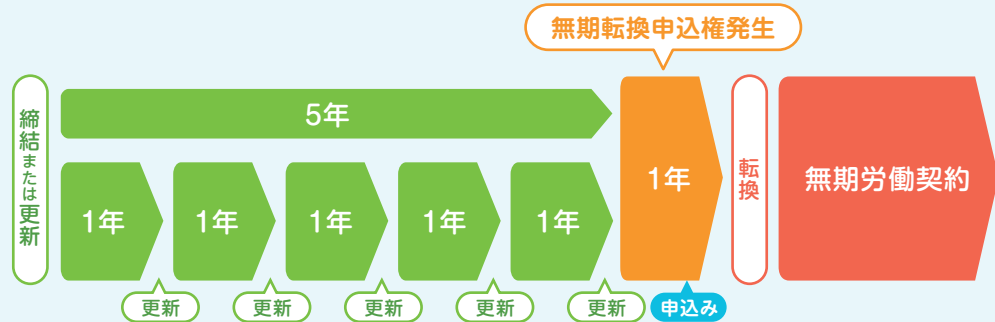 無期転換申込権発生
締結または更新
5年
1年
1年
1年
1年
1年
1年
転換
無期労働契約
更新
更新
更新
更新
更新
申込み